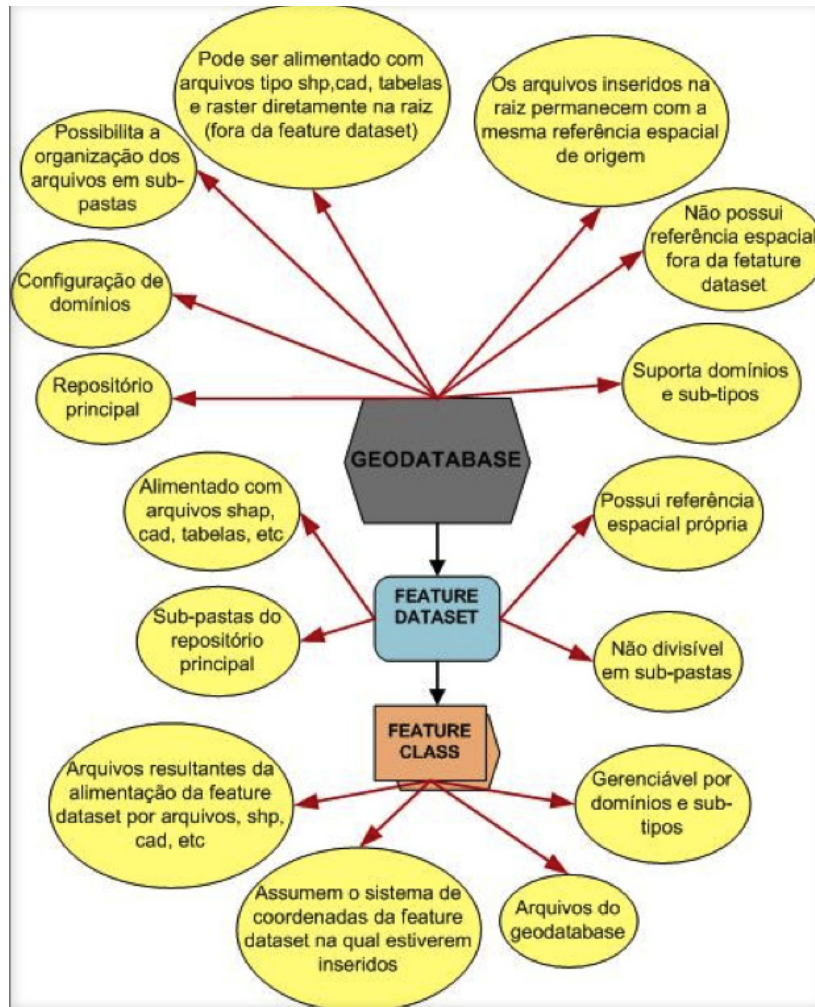 Pode ser alimentado com
arquivos tipo shp,cad, tabelas
e raster diretamente na raiz
(fora da feature dataset)
Os arquivos inseridos na
raiz permanecem com a
mesma referência espacial
de origem
Possibilita a
organização dos
arquivos em sub-
pastas
Não possui
referência espacial
fora da fetature
dataset
Configuração de
domínios
Suporta domínios
e sub-tipos
Repositório
principal
GEODATABASE
Alimentado com
arquivos shap,
cad, tabelas, etc
Possui referência
espacial própria
FEATURE
DATASET
Sub-pastas do
repositório
principal
Não divisível
em sub-pastas
FEATURE
CLASS
Arquivos resultantes da
alimentação da feature
dataset por arquivos, shp,
cad, etc
Gerenciável por
domínios e sub-
tipos
Assumem o sistema de
coordenadas da feature
dataset na qual estiverem
inseridos
Arquivos do
geodatabase